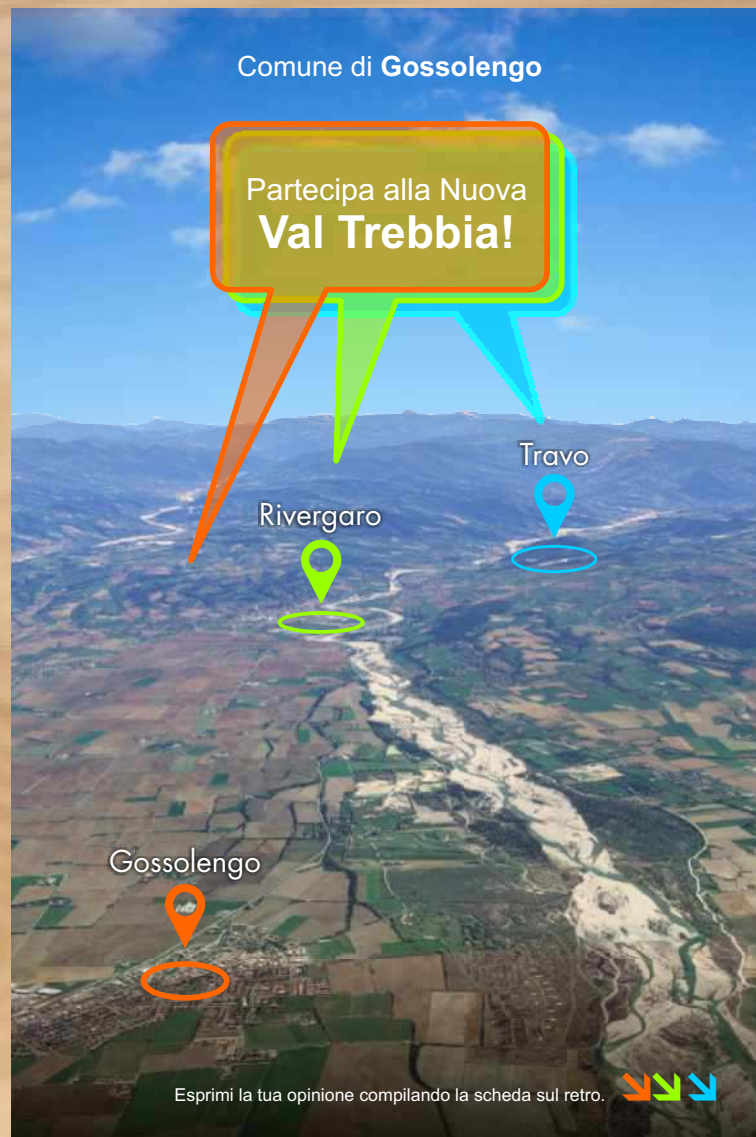 Comune di Gossolengo
Partecipa alla Nuova
Val Trebbia!
Travo
Rivergaro
Gossolengo
Esprimi la tua opinione compilando la scheda sul retro.